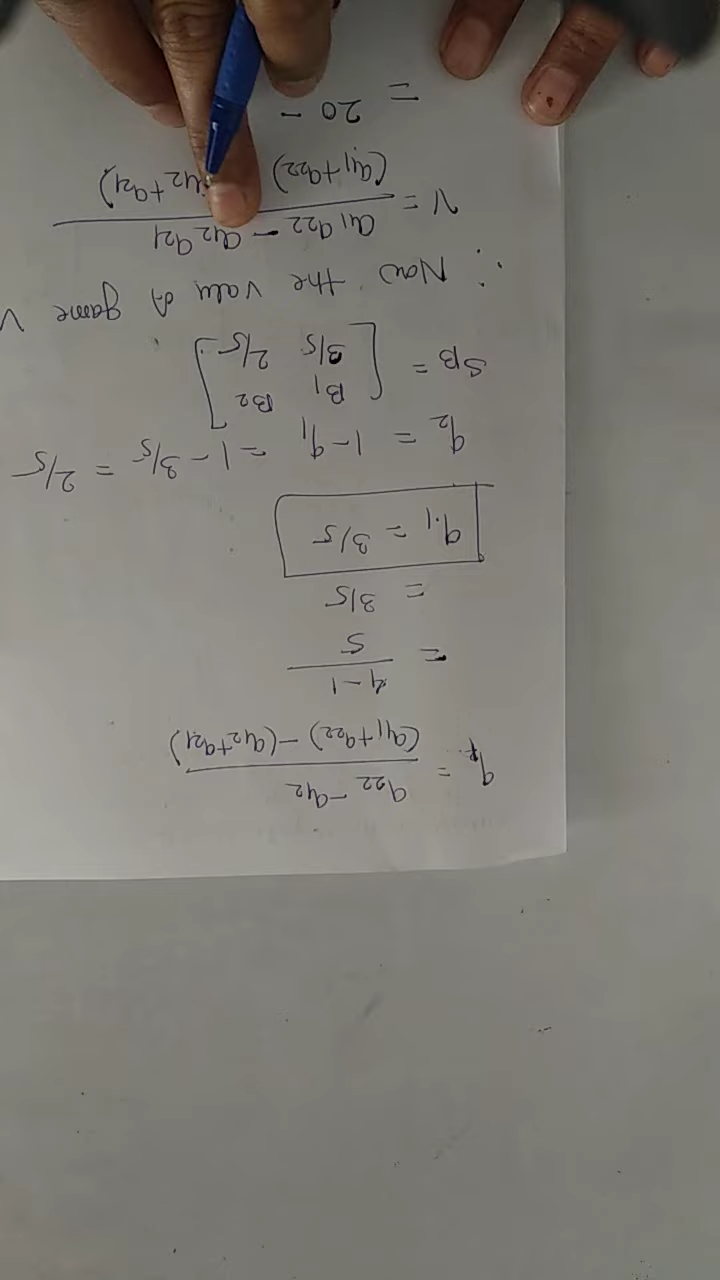 q₁ = (a₂₂ - a₁₂) / ((a₁₁+a₂₂) - (a₁₂+a₂₁))
= (4-1) / 5
= 3/5
q₁ = 3/5
q₂ = 1-q₁ = 1-3/5 = 2/5
S_B = [B₁ B₂
3/5 2/5]
∴ Now the valu of game V
V = (a₁₁a₂₂ - a₁₂a₂₁) / ((a₁₁+a₂₂) a₁₂+a₂₁)
= 20 -